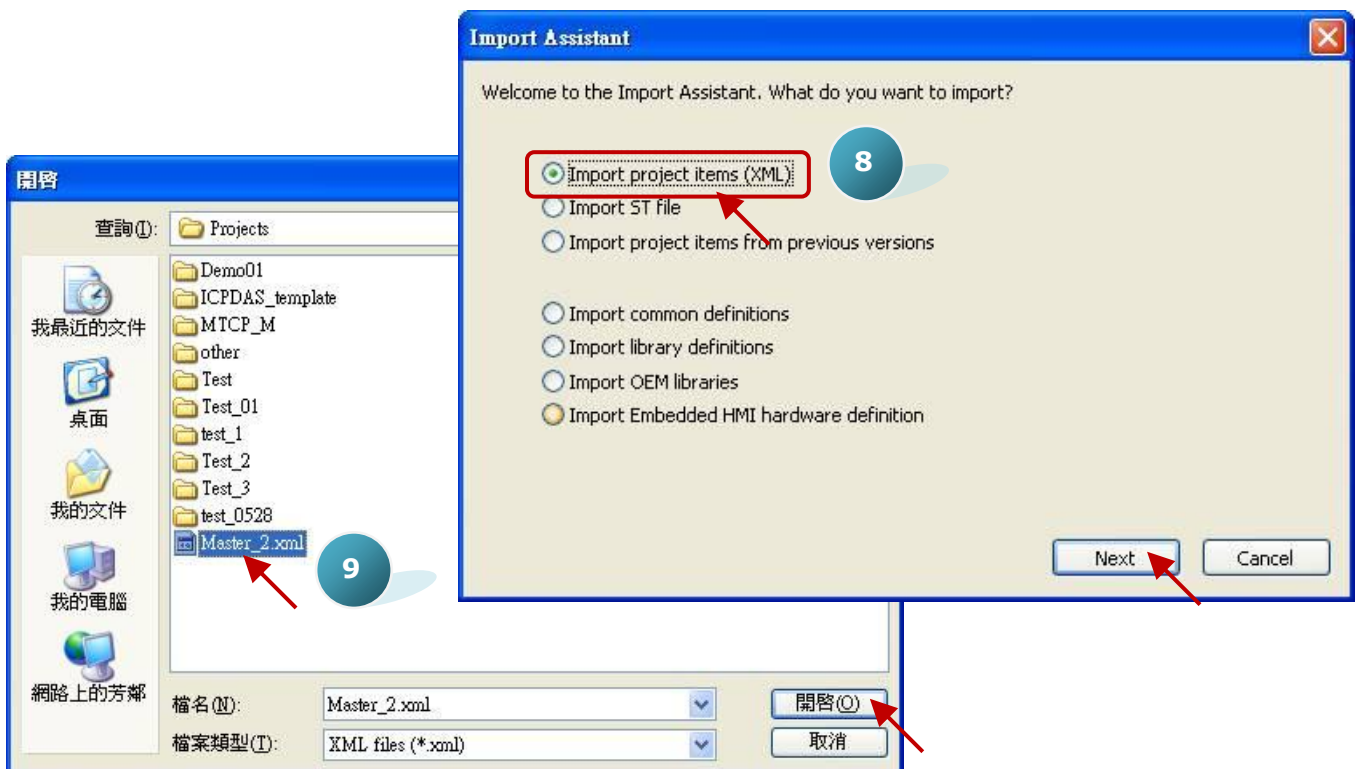 Import Assistant
Welcome to the Import Assistant. What do you want to import?
Import project items (XML)
8
Import ST file
Import project items from previous versions
Import common definitions
Import library definitions
Import OEM libraries
Import Embedded HMI hardware definition
Next
Cancel
開啓
查詢(I):
Projects
我最近的文件
桌面
我的文件
我的電腦
網路上的芳鄰
Demo01
ICPDAS_template
MTCP_M
other
Test
Test_01
test_1
Test_2
Test_3
test_0528
Master_2.xml
9
檔名(N):
Master_2.xml
開啓(O)
檔案類型(T):
XML files (*.xml)
取消